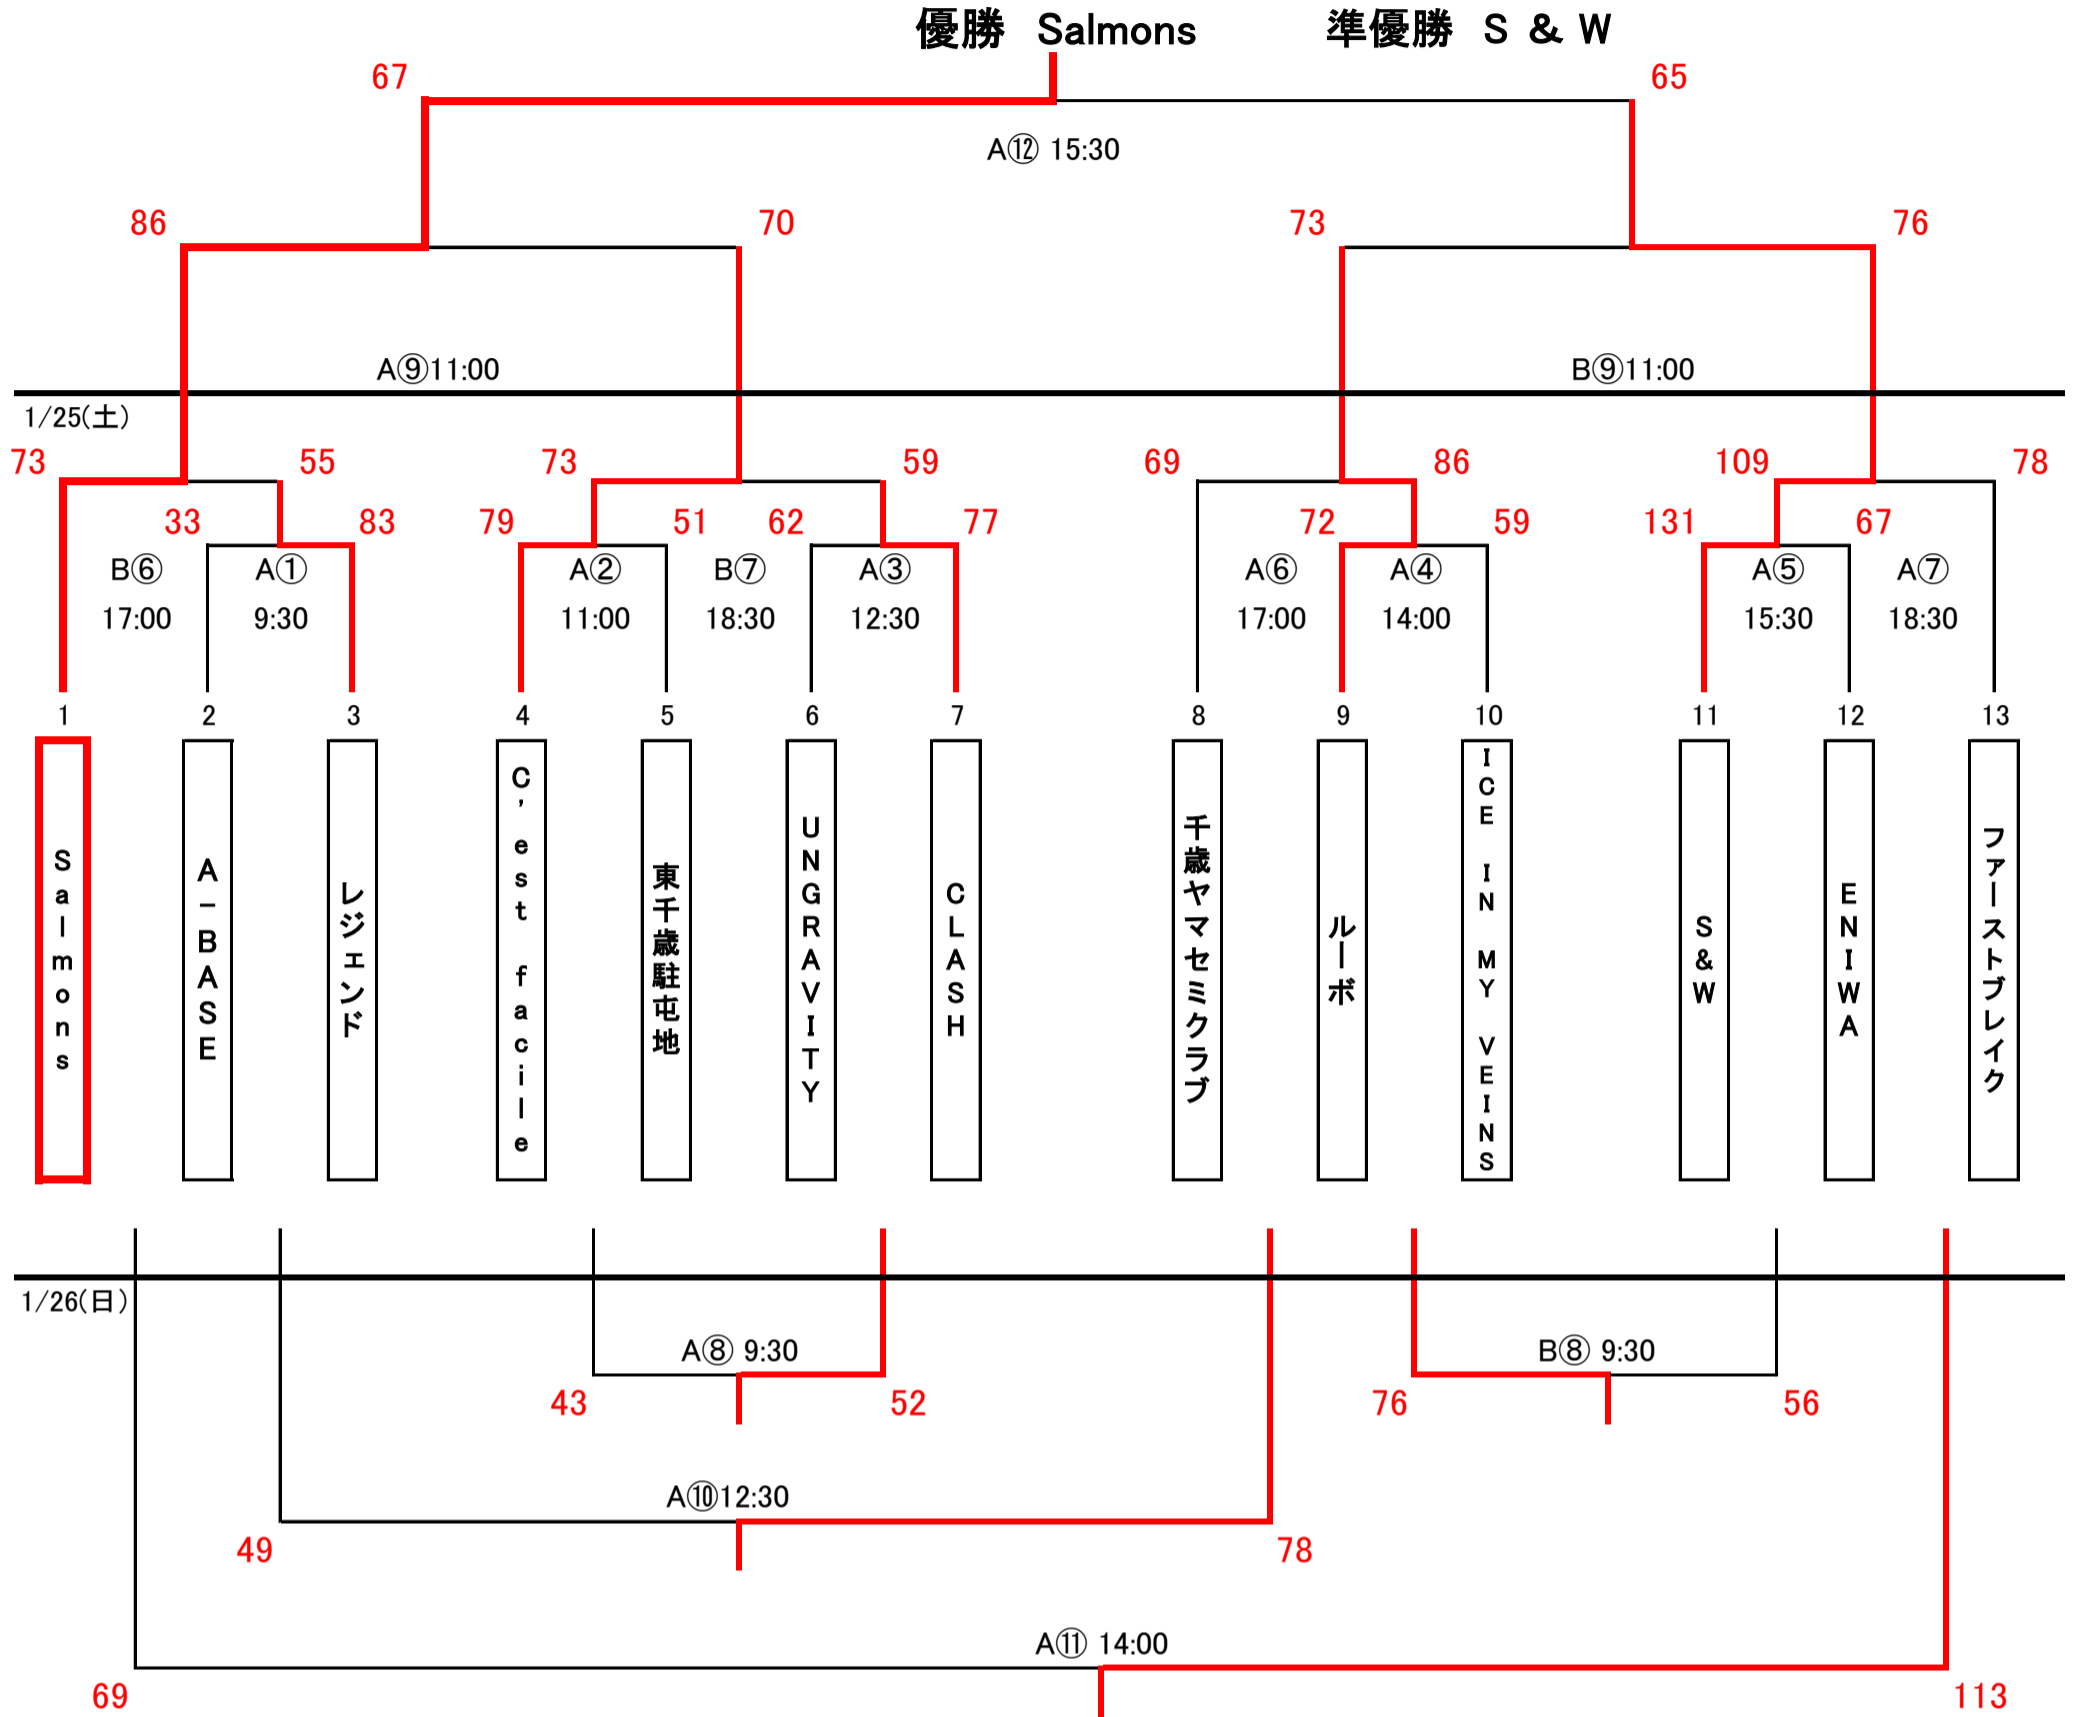 優勝　Salmons　準優勝　S ＆ W
67 65
A⑫ 15:30
86 70 73 76
A⑨11:00 B⑨11:00
1/25(土)
73 55 73 59 69 86 109 78
33 83 79 51 62 77 72 59 131 67
B⑥ A① A② B⑦ A③ A⑥ A④ A⑤ A⑦
17:00 9:30 11:00 18:30 12:30 17:00 14:00 15:30 18:30
1 2 3 4 5 6 7 8 9 10 11 12 13
Salmons
A-BASE
レジェンド
C'est facile
東千歳駐屯地
UNGRAVITY
CLASH
千歳ヤマセミクラブ
ルーボ
ICE IN MY VEINS
S&W
ENIWA
ファーストブレイク
1/26(日)
A⑧ 9:30 B⑧ 9:30
43 52 76 56
A⑩12:30
49 78
A⑪ 14:00
69 113